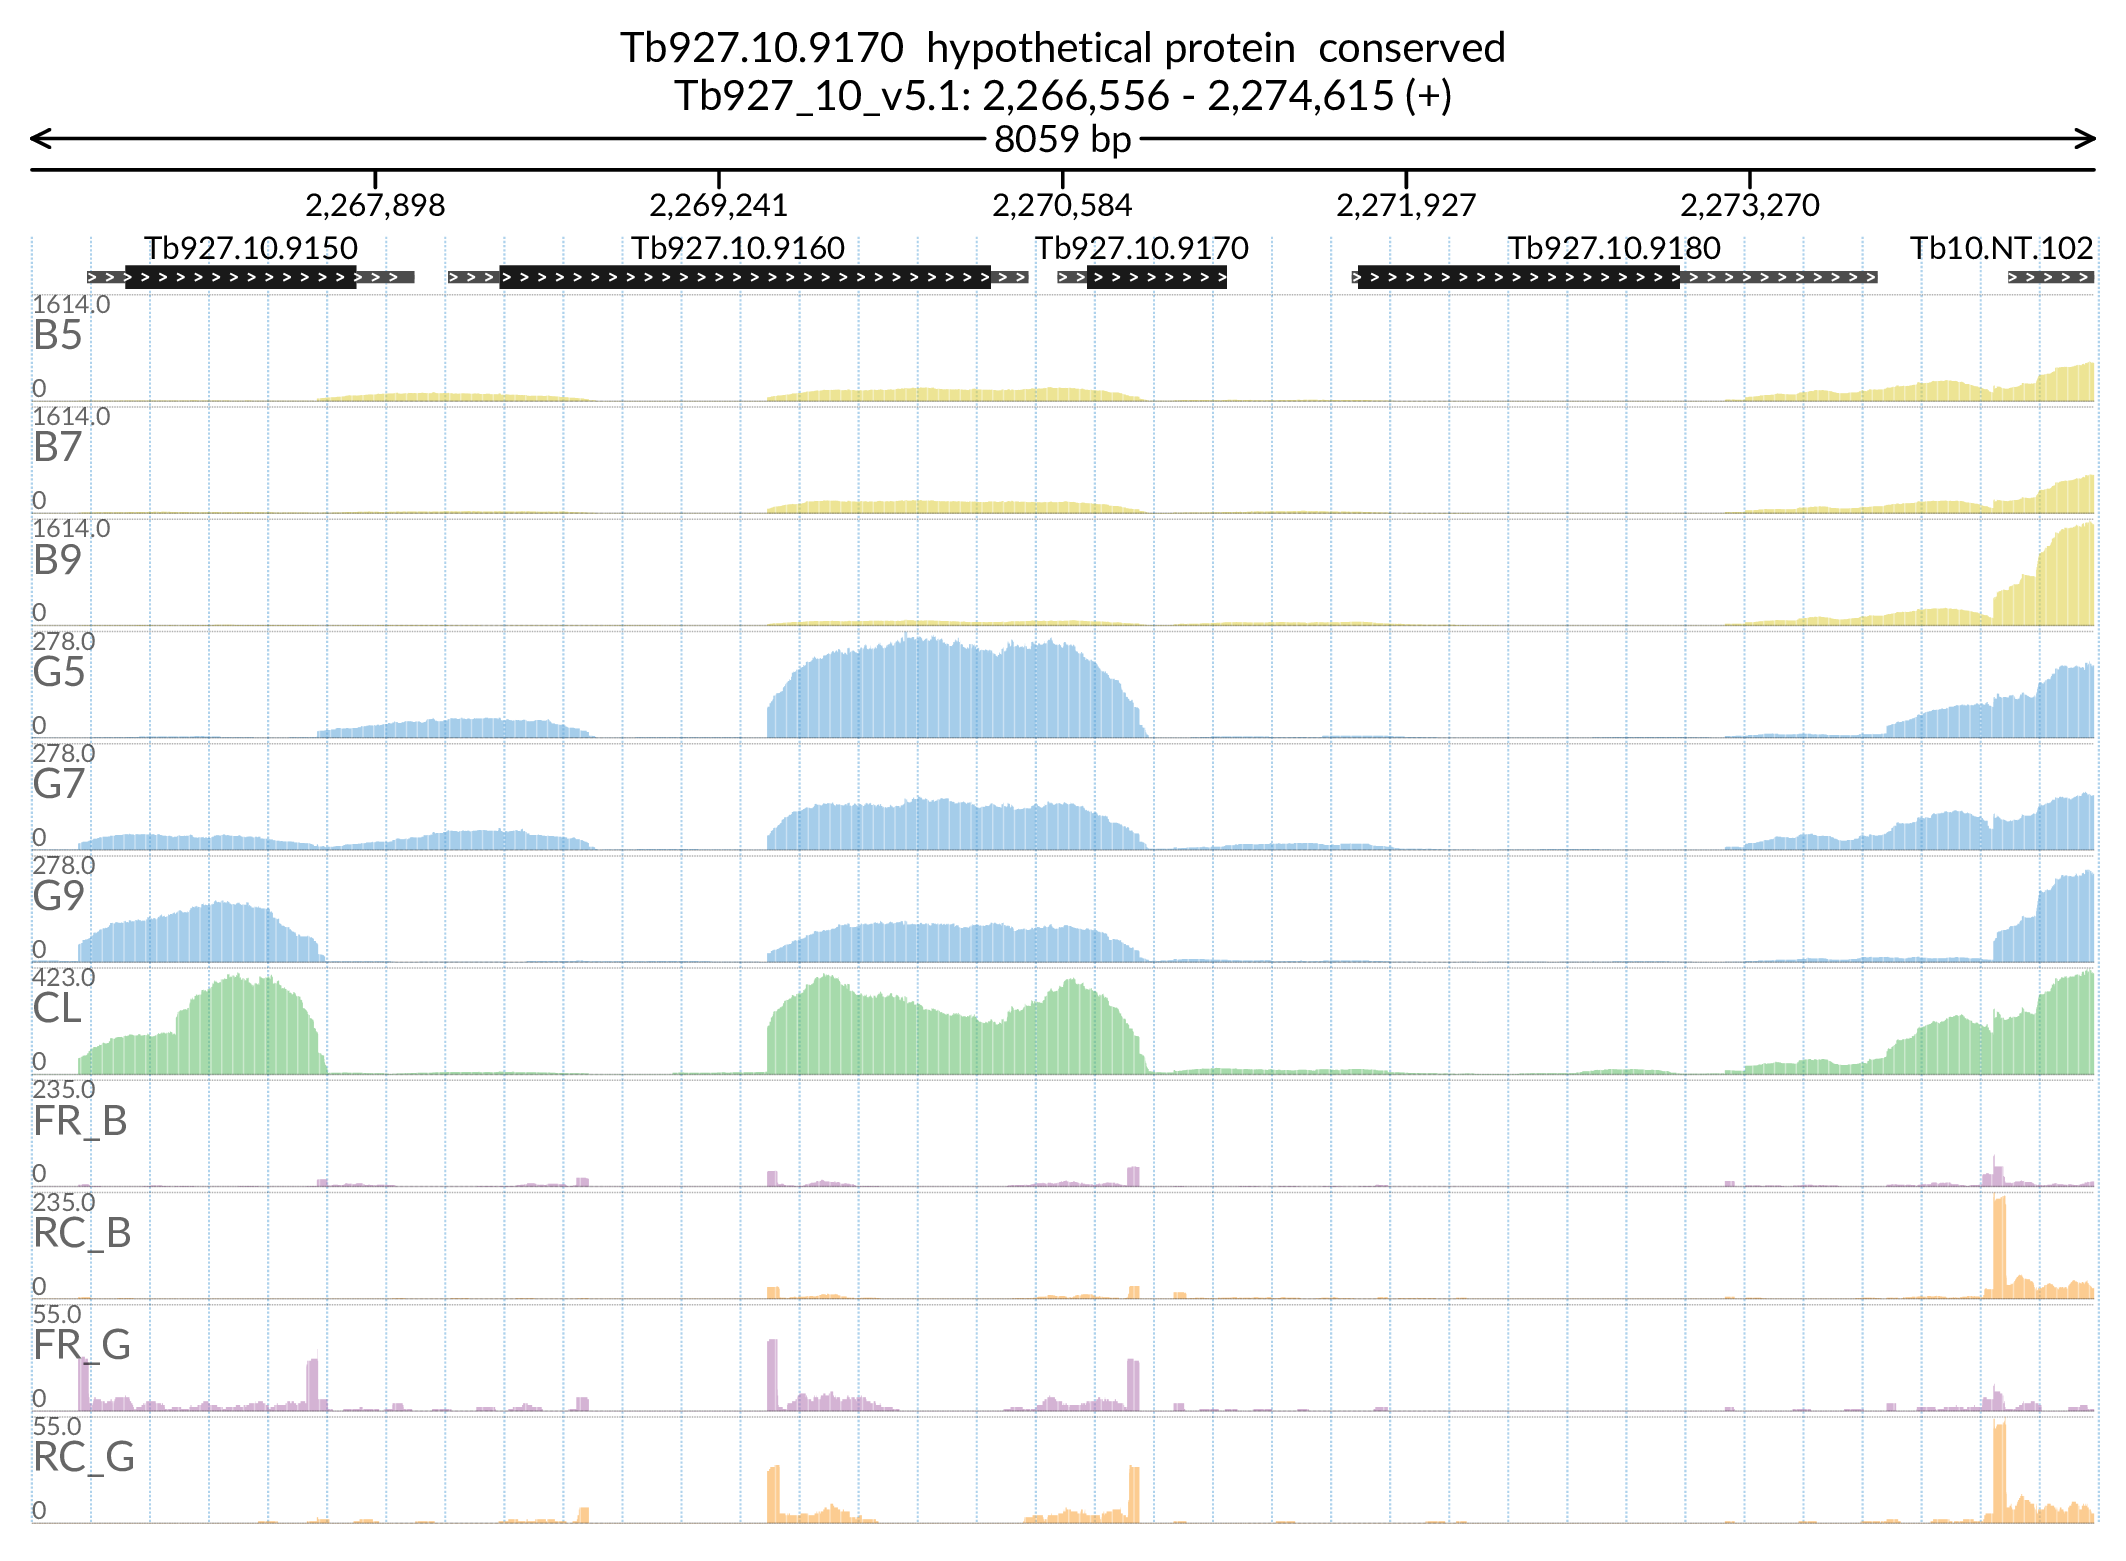 Tb927.10.9170 hypothetical protein conserved
Tb927_10_v5.1: 2,266,556 - 2,274,615 (+)
8059 bp
2,267,898 2,269,241 2,270,584 2,271,927 2,273,270
Tb927.10.9150 Tb927.10.9160 Tb927.10.9170 Tb927.10.9180 Tb10.NT.102
1614.0
B5
0
1614.0
B7
0
1614.0
B9
0
278.0
G5
0
278.0
G7
0
278.0
G9
0
423.0
CL
0
235.0
FR_B
0
235.0
RC_B
0
55.0
FR_G
0
55.0
RC_G
0